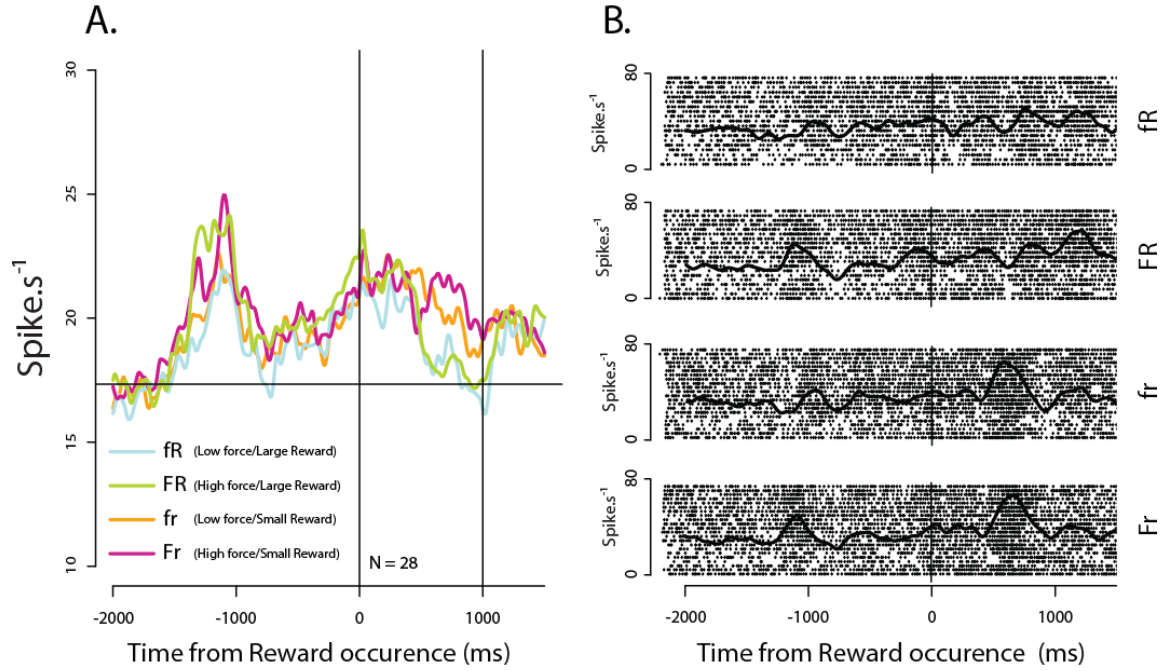 A.
30
25
20
15
10
Spike.s-1
fR (Low force/Large Reward)
FR (High force/Large Reward)
fr (Low force/Small Reward)
Fr (High force/Small Reward)
N = 28
-2000 -1000 0 1000
Time from Reward occurence (ms)
B.
80
0
Spike.s-1
fR
80
0
Spike.s-1
FR
80
0
Spike.s-1
fr
80
0
Spike.s-1
Fr
-2000 -1000 0 1000
Time from Reward occurence (ms)